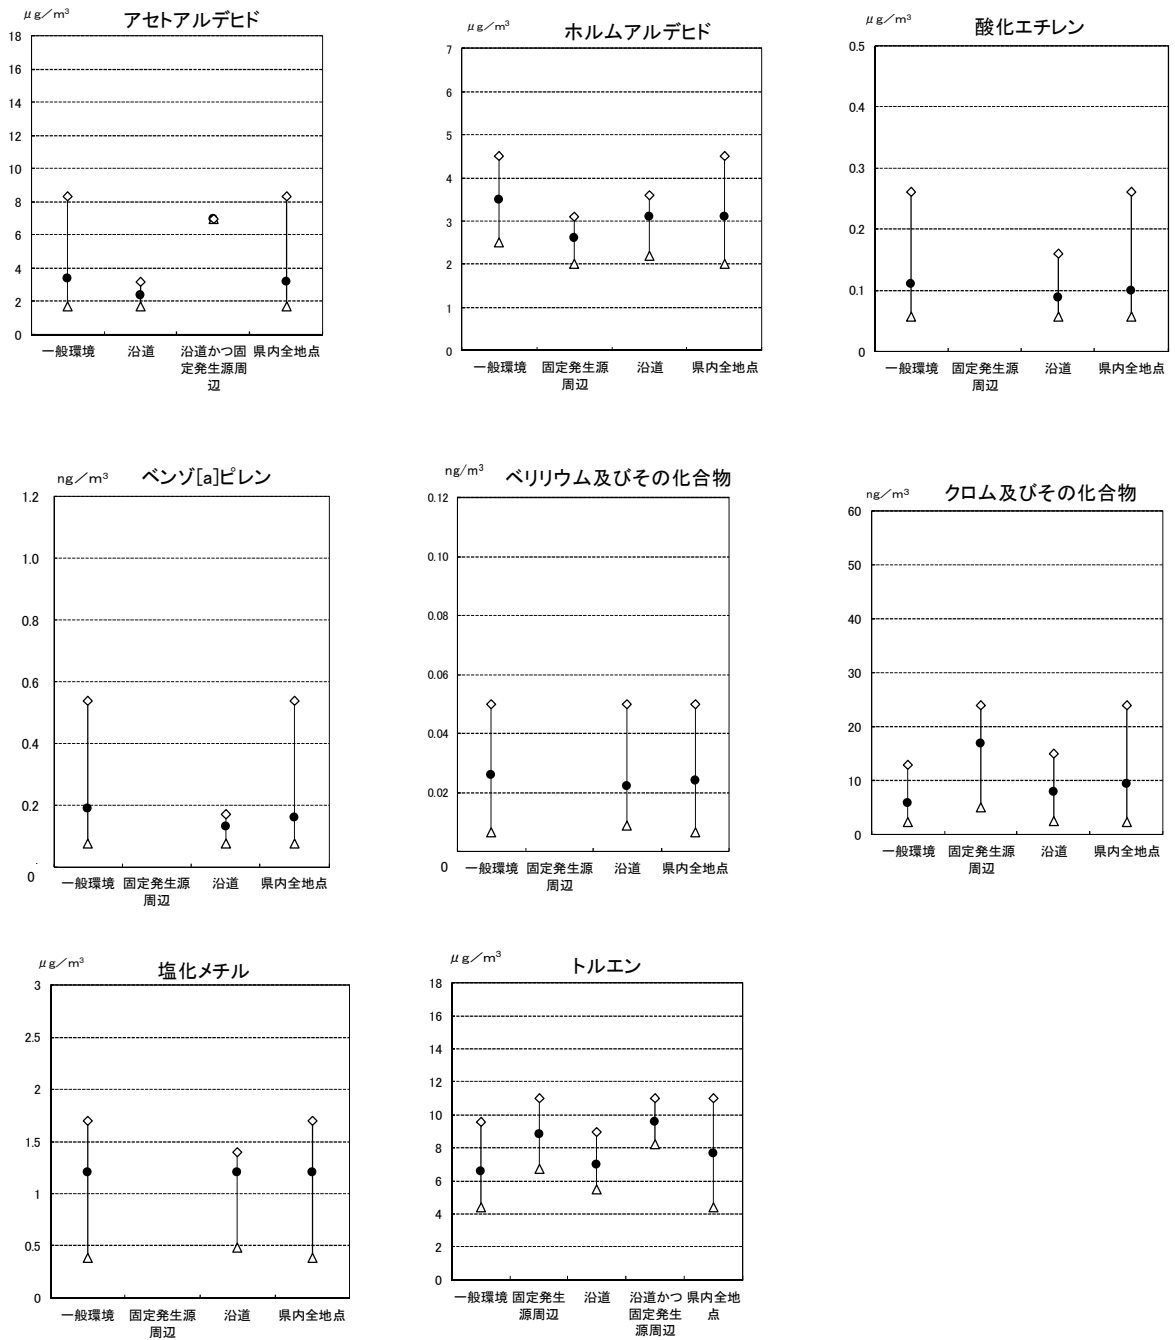 μg／m³
アセトアルデヒド
18
16
14
12
10
8
6
4
2
0
一般環境
沿道
沿道かつ固
定発生源周
辺
県内全地点
μg／m³
ホルムアルデヒド
7
6
5
4
3
2
1
0
一般環境
固定発生源
周辺
沿道
県内全地点
μg／m³
酸化エチレン
0.5
0.4
0.3
0.2
0.1
0
一般環境
固定発生源
周辺
沿道
県内全地点
ng／m³
ベンゾ[a]ピレン
1.2
1.0
0.8
0.6
0.4
0.2
0
一般環境
固定発生源
周辺
沿道
県内全地点
ng/m³
ベリリウム及びその化合物
0.12
0.10
0.08
0.06
0.04
0.02
0
一般環境
固定発生源
周辺
沿道
県内全地点
ng／m³
クロム及びその化合物
60
50
40
30
20
10
0
一般環境
固定発生源
周辺
沿道
県内全地点
μg／m³
塩化メチル
3
2.5
2
1.5
1
0.5
0
一般環境
固定発生源
周辺
沿道
県内全地点
μg／m³
トルエン
18
16
14
12
10
8
6
4
2
0
一般環境
固定発生
源周辺
沿道
沿道かつ
固定発生
源周辺
県内全地
点